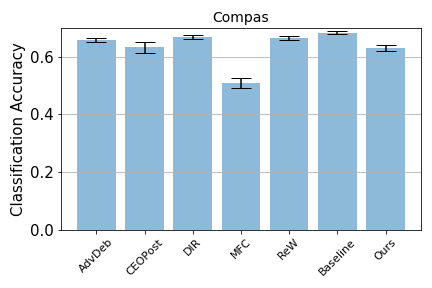 Compas
Classification Accuracy
0.6
0.4
0.2
0.0
AdvDeb
CEOPost
DIR
MFC
ReW
Baseline
Ours